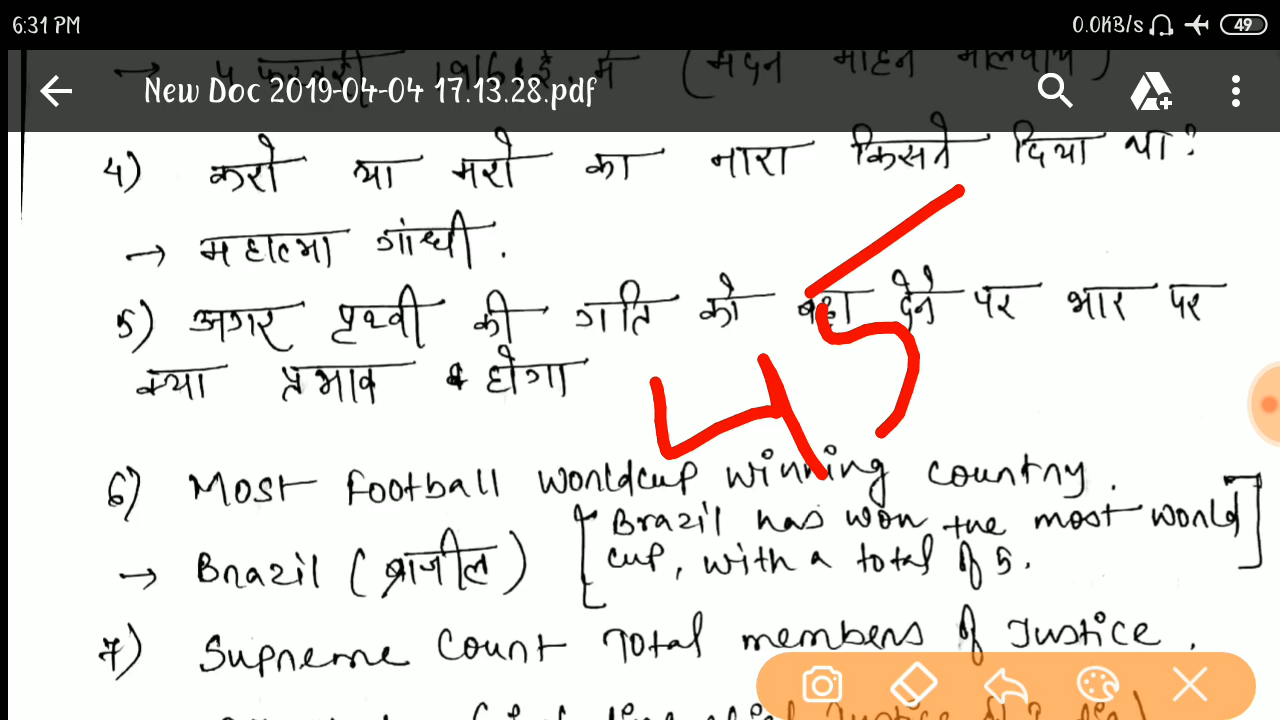 6:31 PM 0.0KB/s 49
New Doc 2019-04-04 17.13.28.pdf
4) करो या मरो का नारा किसने दिया था?
→ महात्मा गांधी.
5) अगर पृथ्वी की गति को बढ़ा देने पर भार पर
क्या प्रभाव होगा
45
6) Most Football worldcup winning country.
→ Brazil (ब्राजील) [Brazil has won the most world
cup, with a total of 5.]
7) Supreme Court Total members of Justice.